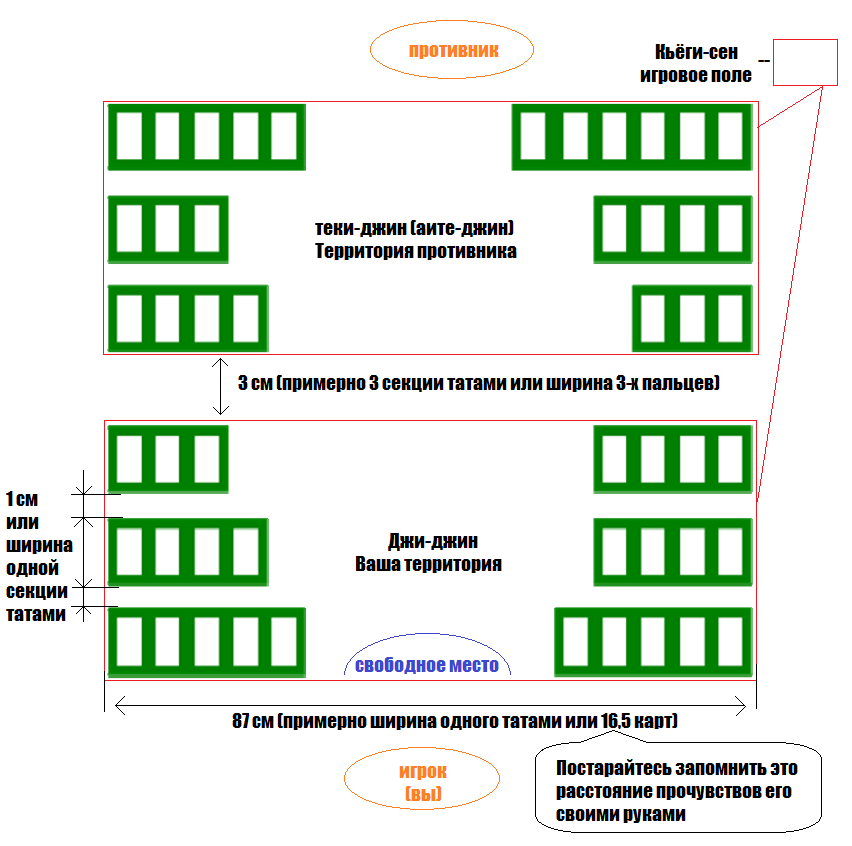 противник
Кьёги-сен
игровое поле
--
теки-джин (аите-джин)
Территория противника
3 см (примерно 3 секции татами или ширина 3-х пальцев)
1 см
или
ширина
одной
секции
татами
Джи-джин
Ваша территория
свободное место
87 см (примерно ширина одного татами или 16,5 карт)
игрок
(вы)
Постарайтесь запомнить это
расстояние прочувствов его
своими руками